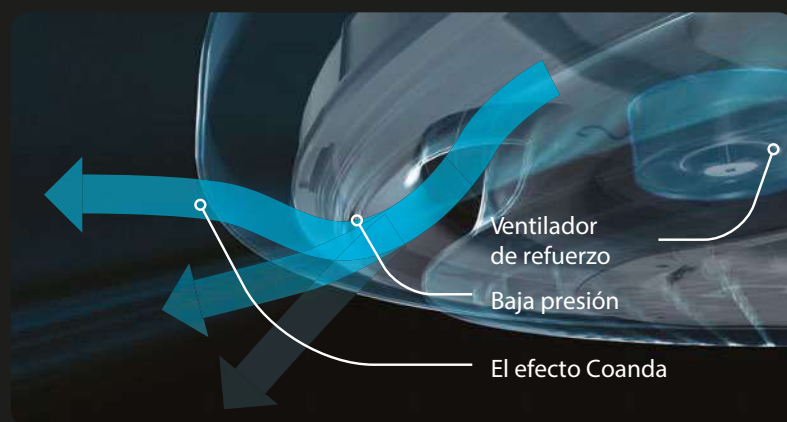 Ventilador
de refuerzo
Baja presión
El efecto Coanda